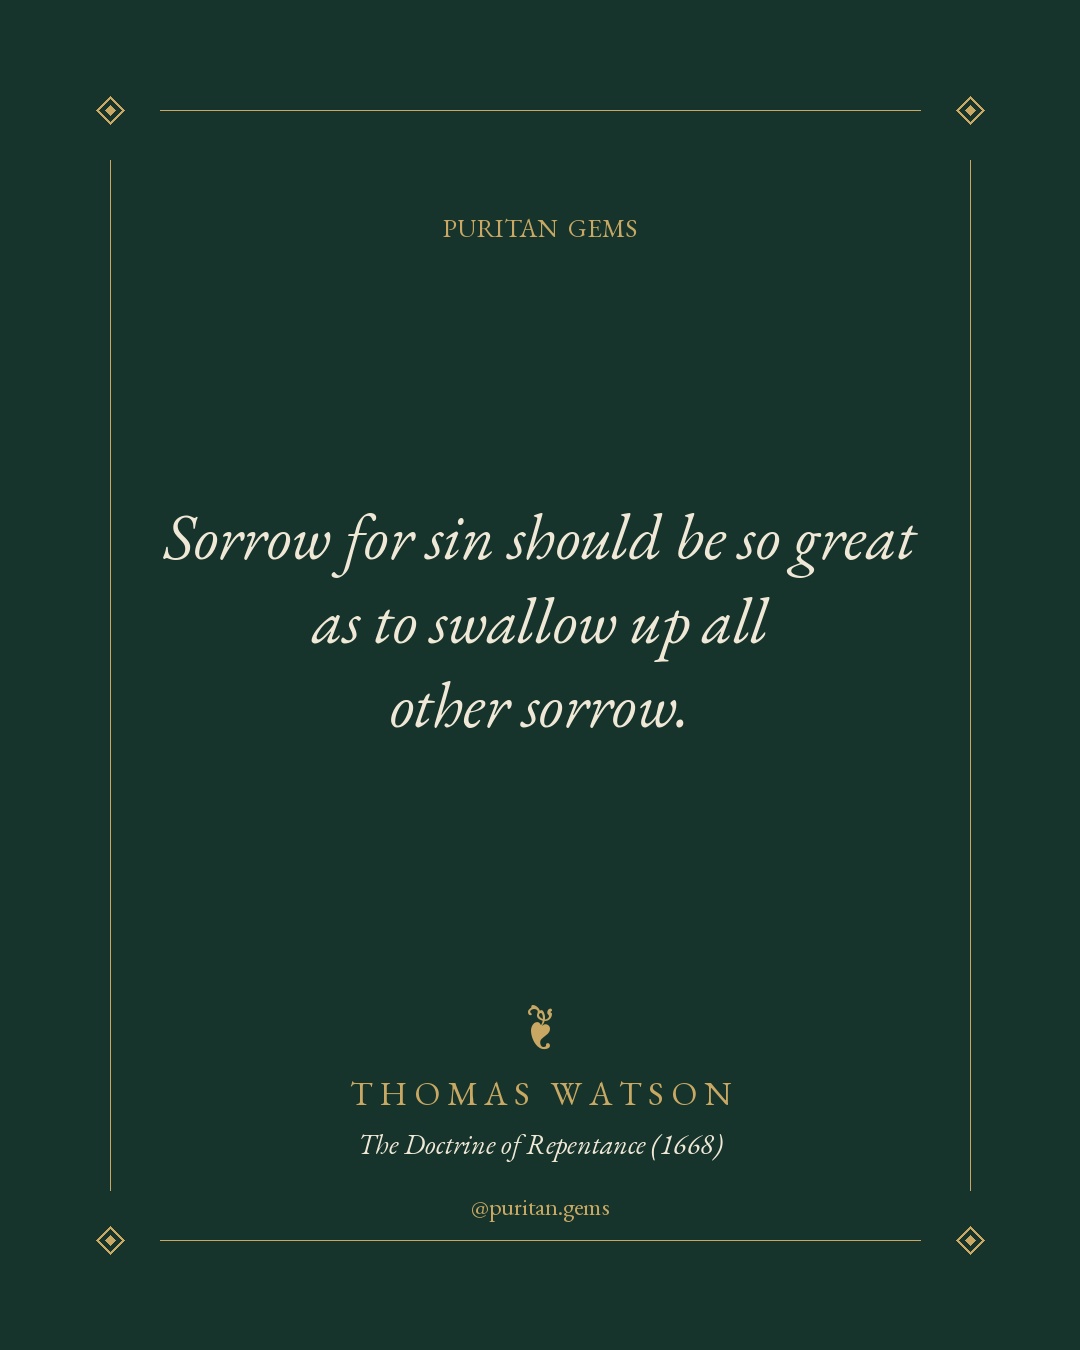 PURITAN GEMS
Sorrow for sin should be so great
as to swallow up all
other sorrow.
THOMAS WATSON
The Doctrine of Repentance (1668)
@puritan.gems